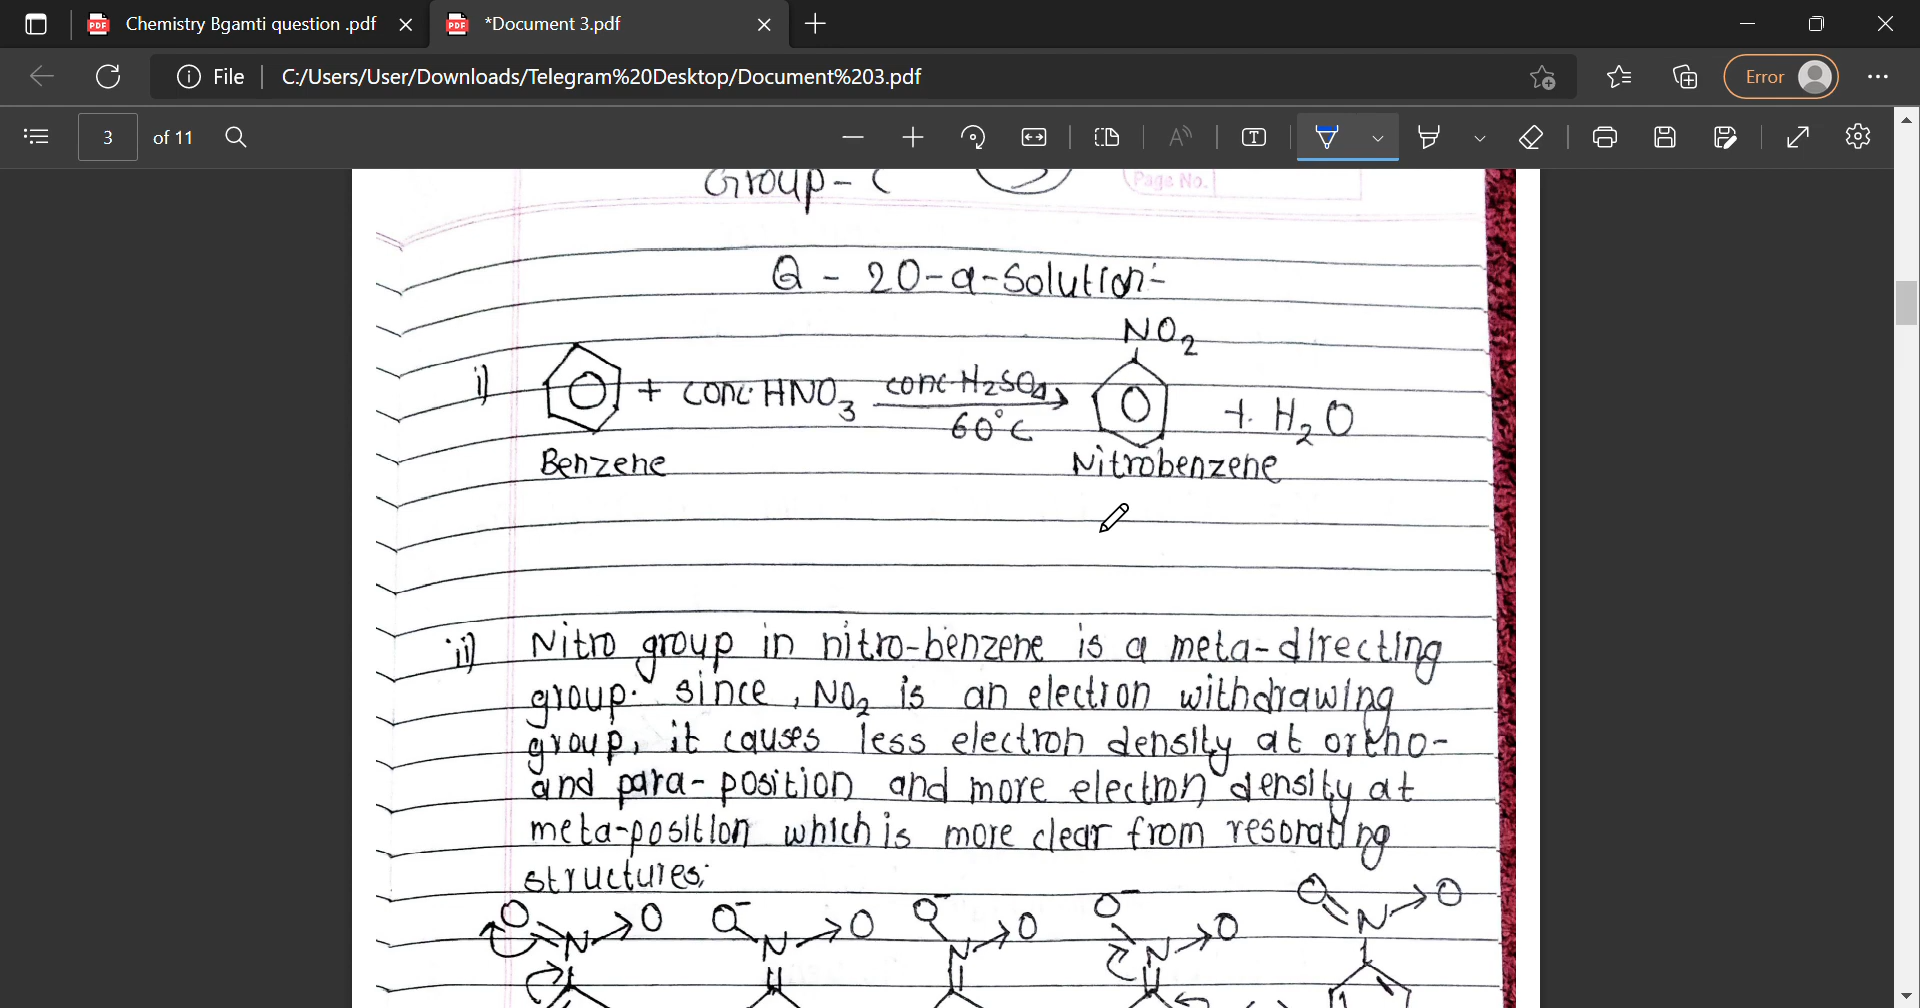 Chemistry Bgamti question .pdf
*Document 3.pdf
File
C:/Users/User/Downloads/Telegram%20Desktop/Document%203.pdf
Error
3 of 11
Group-C
Page No.
Q - 20-a-Solution:-
NO2
i) + conc. HNO3 conc. H2SO4 + H2O
60°C
Benzene Nitrobenzene
ii) Nitro group in nitro-benzene is a meta-directing
group. since, NO2 is an electron withdrawing
group, it causes less electron density at ortho-
and para-position and more electron density at
meta-position which is more clear from resonating
structures;
O N O O- N O O- N O O- N O O N O